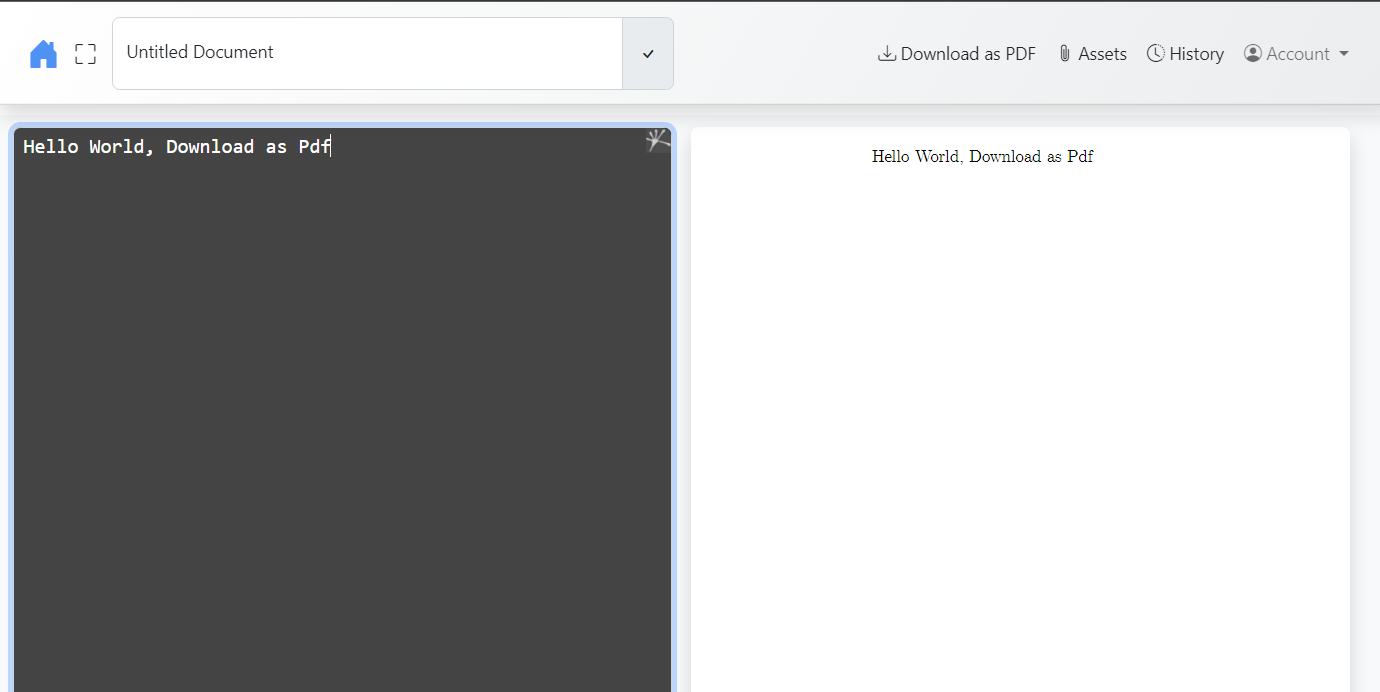 Untitled Document
Download as PDF
Assets
History
Account
Hello World, Download as Pdf
Hello World, Download as Pdf